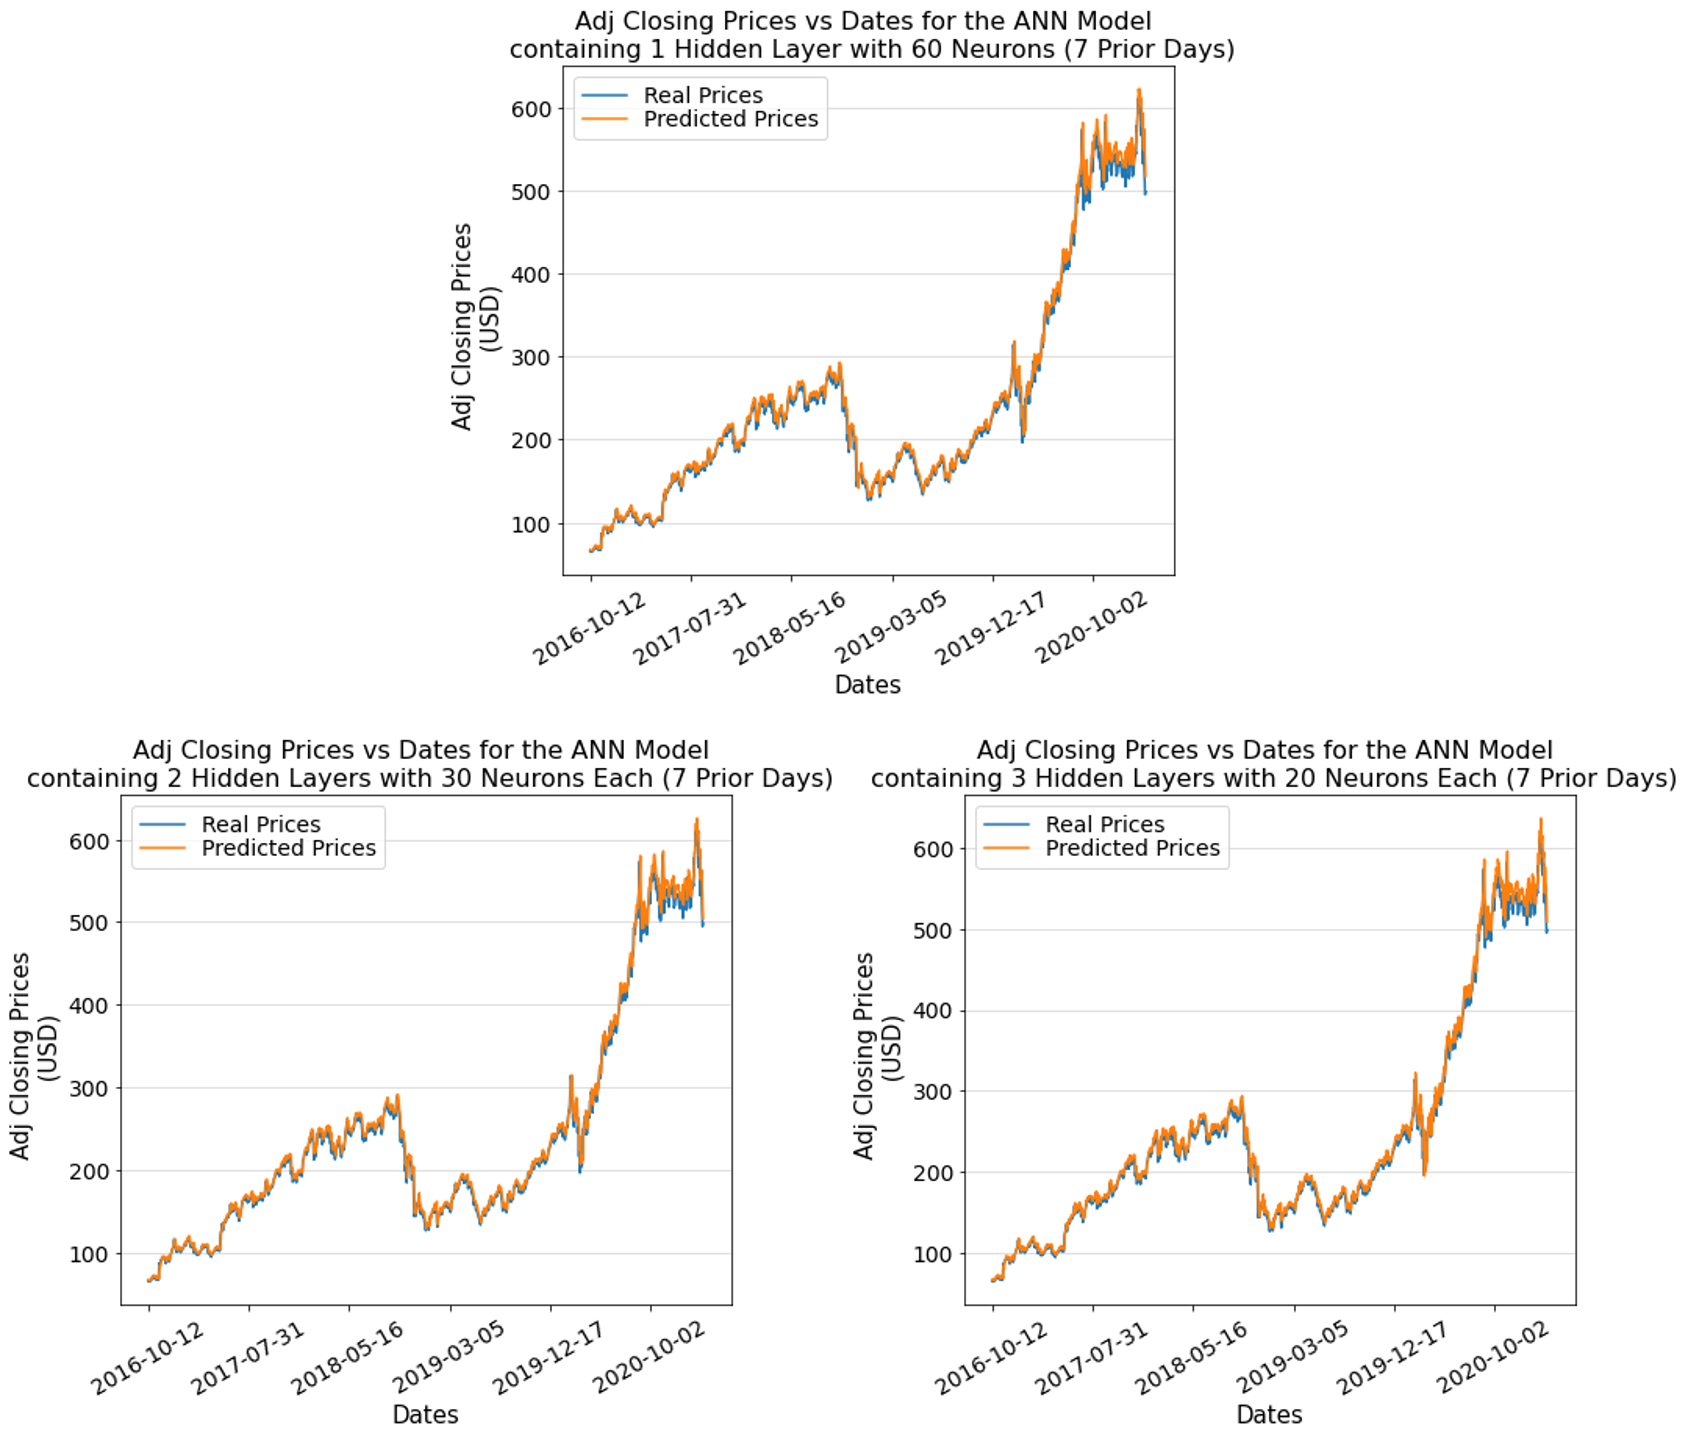 Adj Closing Prices vs Dates for the ANN Model
containing 1 Hidden Layer with 60 Neurons (7 Prior Days)
Real Prices
Predicted Prices
600
500
400
300
200
100
Adj Closing Prices
(USD)
2016-10-12
2017-07-31
2018-05-16
2019-03-05
2019-12-17
2020-10-02
Dates
Adj Closing Prices vs Dates for the ANN Model
containing 2 Hidden Layers with 30 Neurons Each (7 Prior Days)
Real Prices
Predicted Prices
600
500
400
300
200
100
Adj Closing Prices
(USD)
2016-10-12
2017-07-31
2018-05-16
2019-03-05
2019-12-17
2020-10-02
Dates
Adj Closing Prices vs Dates for the ANN Model
containing 3 Hidden Layers with 20 Neurons Each (7 Prior Days)
Real Prices
Predicted Prices
600
500
400
300
200
100
Adj Closing Prices
(USD)
2016-10-12
2017-07-31
2018-05-16
2019-03-05
2019-12-17
2020-10-02
Dates